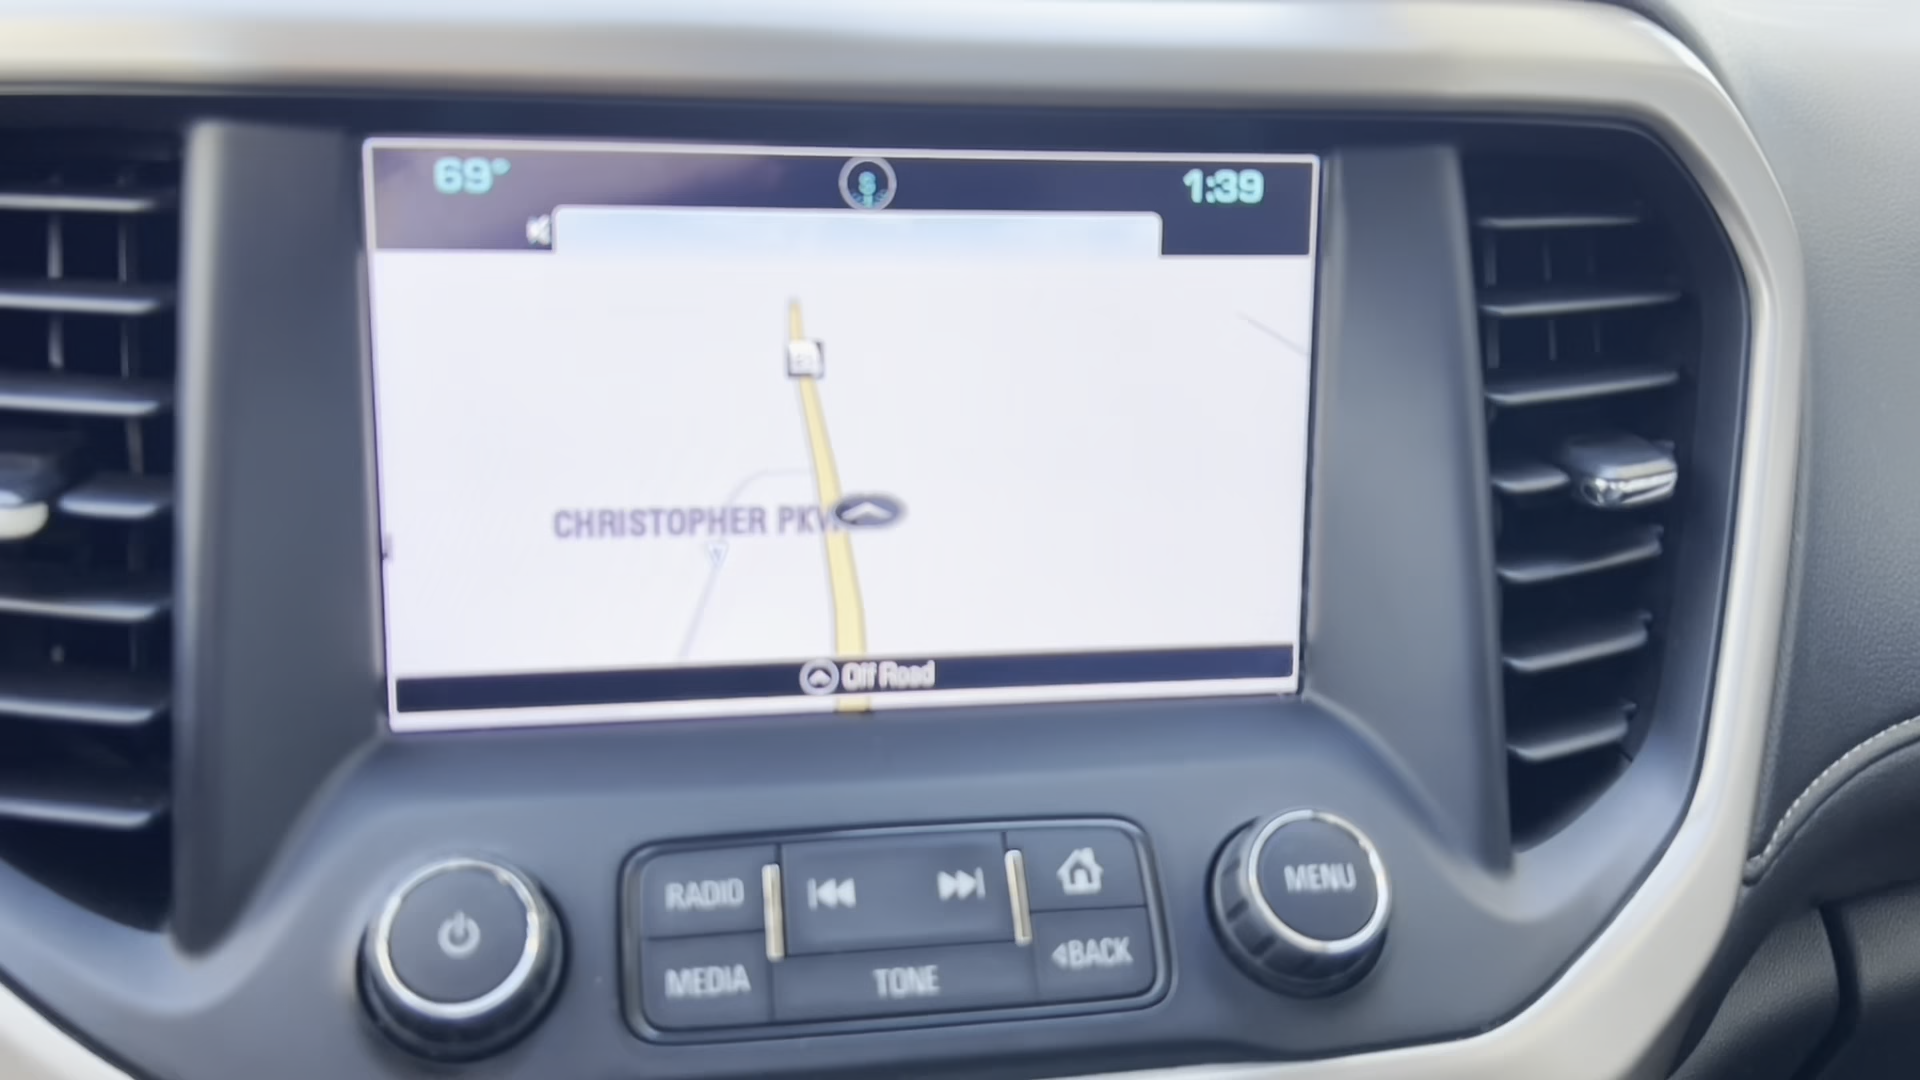 69°
S
1:39
CHRISTOPHER PKW
Off Road
RADIO
MENU
MEDIA
TONE
BACK